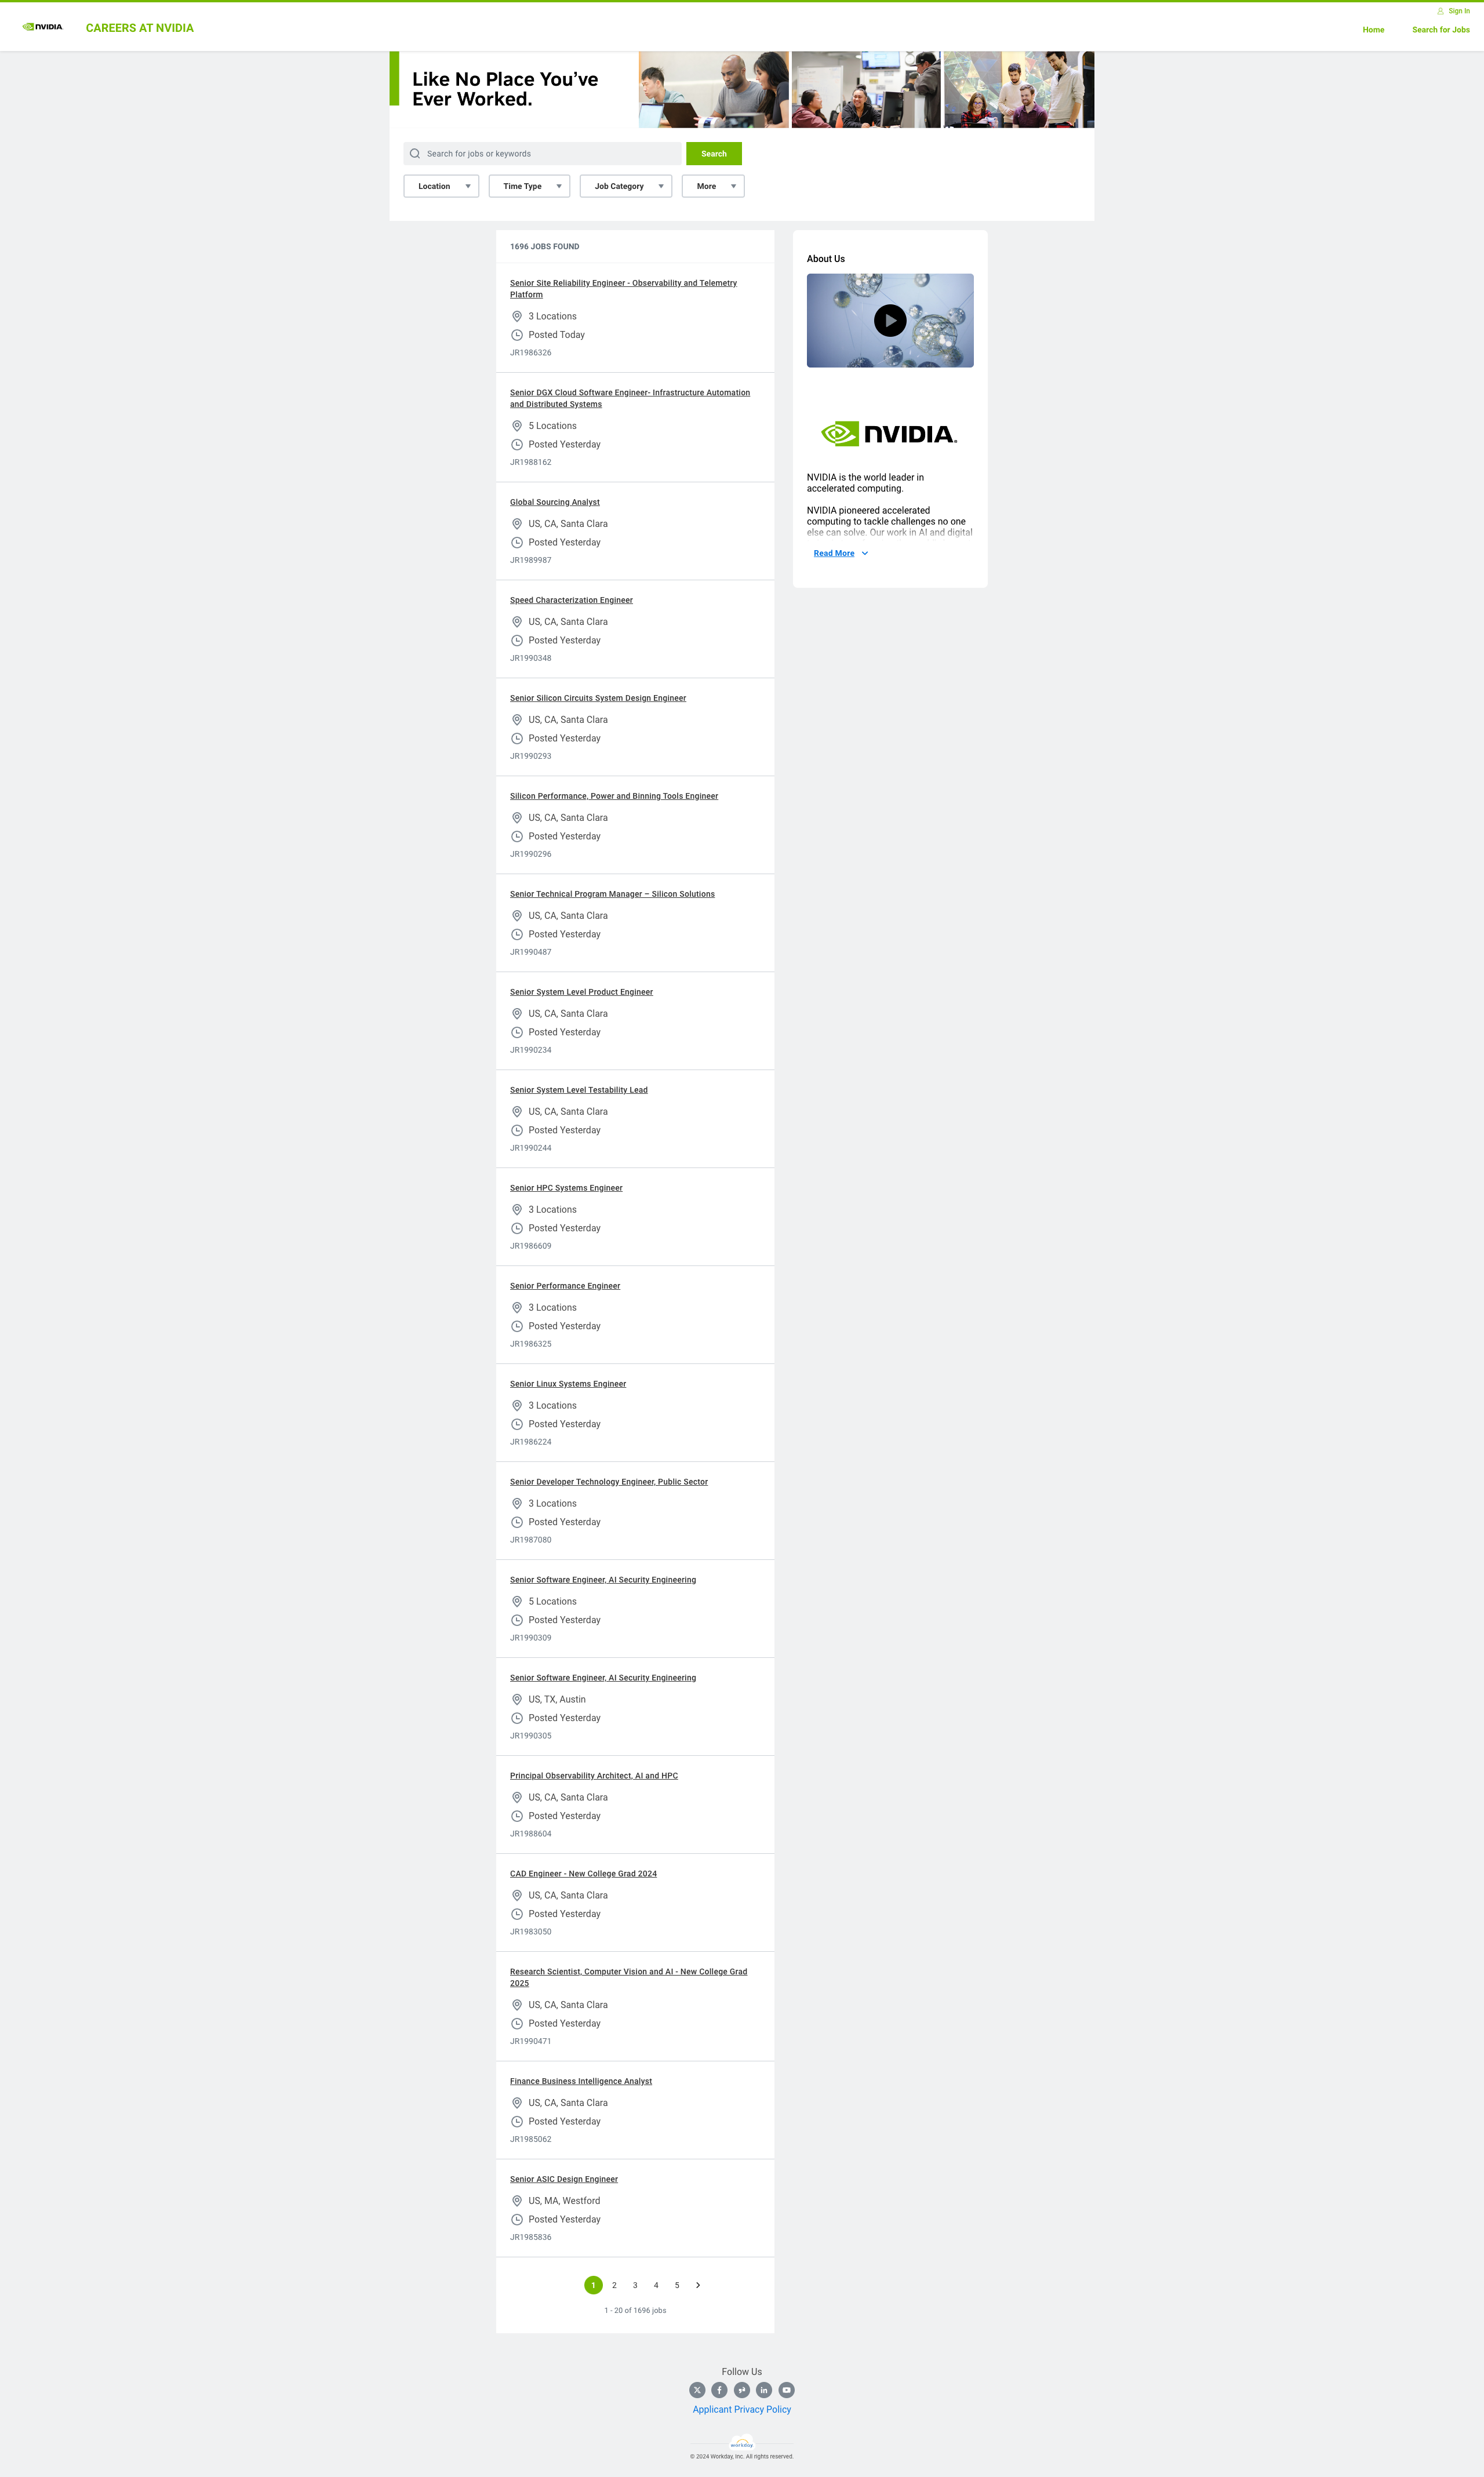 NVIDIA.
CAREERS AT NVIDIA
Sign In
Home
Search for Jobs
Like No Place You’ve
Ever Worked.
Search for jobs or keywords
Search
Location
Time Type
Job Category
More
1696 JOBS FOUND
Senior Site Reliability Engineer - Observability and Telemetry
Platform
3 Locations
Posted Today
JR1986326
Senior DGX Cloud Software Engineer- Infrastructure Automation
and Distributed Systems
5 Locations
Posted Yesterday
JR1988162
Global Sourcing Analyst
US, CA, Santa Clara
Posted Yesterday
JR1989987
Speed Characterization Engineer
US, CA, Santa Clara
Posted Yesterday
JR1990348
Senior Silicon Circuits System Design Engineer
US, CA, Santa Clara
Posted Yesterday
JR1990293
Silicon Performance, Power and Binning Tools Engineer
US, CA, Santa Clara
Posted Yesterday
JR1990296
Senior Technical Program Manager – Silicon Solutions
US, CA, Santa Clara
Posted Yesterday
JR1990487
Senior System Level Product Engineer
US, CA, Santa Clara
Posted Yesterday
JR1990234
Senior System Level Testability Lead
US, CA, Santa Clara
Posted Yesterday
JR1990244
Senior HPC Systems Engineer
3 Locations
Posted Yesterday
JR1986609
Senior Performance Engineer
3 Locations
Posted Yesterday
JR1986325
Senior Linux Systems Engineer
3 Locations
Posted Yesterday
JR1986224
Senior Developer Technology Engineer, Public Sector
3 Locations
Posted Yesterday
JR1987080
Senior Software Engineer, AI Security Engineering
5 Locations
Posted Yesterday
JR1990309
Senior Software Engineer, AI Security Engineering
US, TX, Austin
Posted Yesterday
JR1990305
Principal Observability Architect, AI and HPC
US, CA, Santa Clara
Posted Yesterday
JR1988604
CAD Engineer - New College Grad 2024
US, CA, Santa Clara
Posted Yesterday
JR1983050
Research Scientist, Computer Vision and AI - New College Grad
2025
US, CA, Santa Clara
Posted Yesterday
JR1990471
Finance Business Intelligence Analyst
US, CA, Santa Clara
Posted Yesterday
JR1985062
Senior ASIC Design Engineer
US, MA, Westford
Posted Yesterday
JR1985836
1 2 3 4 5
1 - 20 of 1696 jobs
About Us
NVIDIA.
NVIDIA is the world leader in
accelerated computing.
NVIDIA pioneered accelerated
computing to tackle challenges no one
else can solve. Our work in AI and digital
Read More
Follow Us
Applicant Privacy Policy
workday
© 2024 Workday, Inc. All rights reserved.